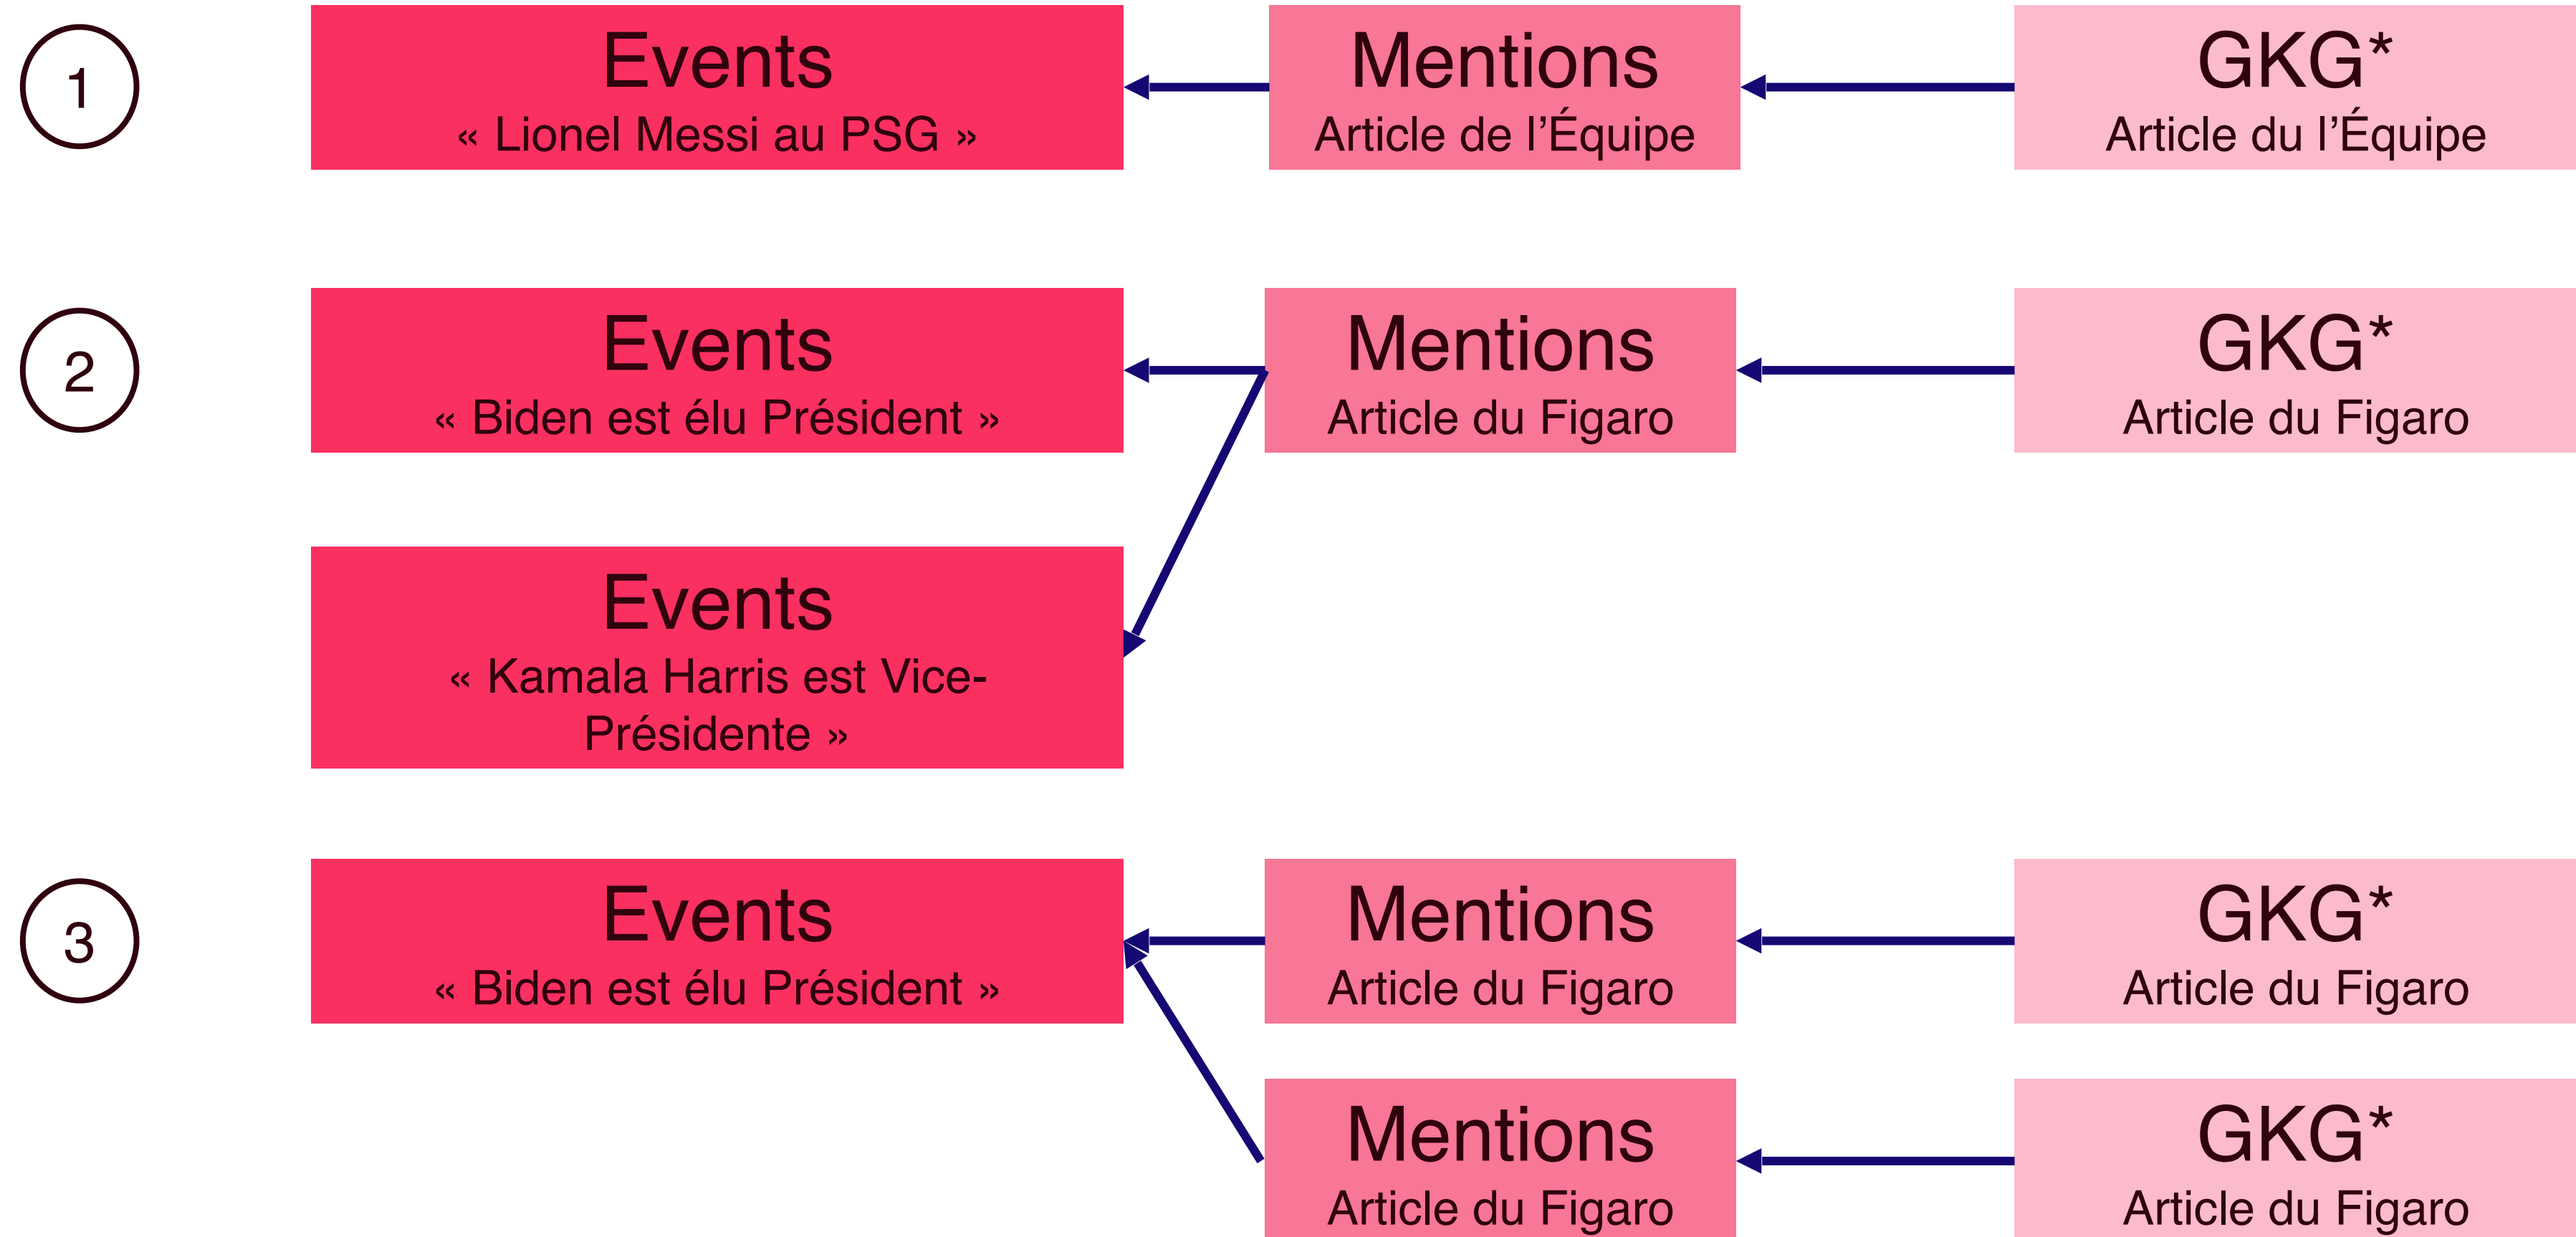 1
Events
« Lionel Messi au PSG »
Mentions
Article de l’Équipe
GKG*
Article du l’Équipe
2
Events
« Biden est élu Président »
Mentions
Article du Figaro
GKG*
Article du Figaro
Events
« Kamala Harris est Vice-
Présidente »
3
Events
« Biden est élu Président »
Mentions
Article du Figaro
GKG*
Article du Figaro
Mentions
Article du Figaro
GKG*
Article du Figaro